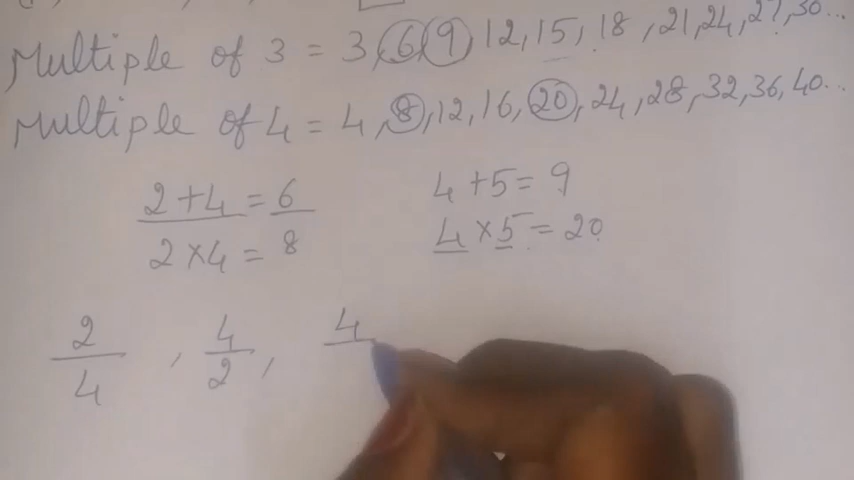 Multiple of 3 = 3, 6, 9, 12, 15, 18, 21, 24, 27, 30...
Multiple of 4 = 4, 8, 12, 16, 20, 24, 28, 32, 36, 40...
2 + 4 = 6
2 × 4 = 8
4 + 5 = 9
4 × 5 = 20
2/4, 4/2, 4/